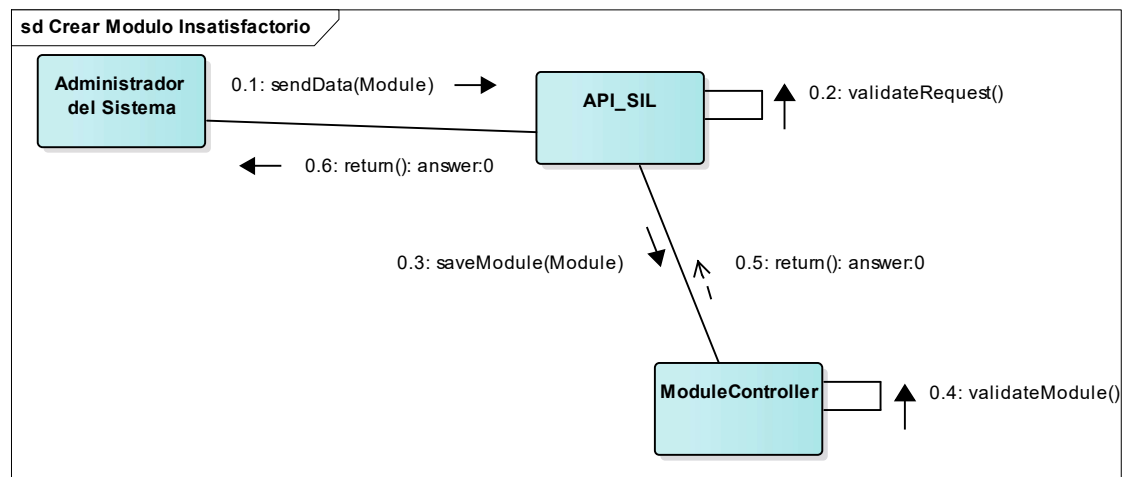 sd Crear Modulo Insatisfactorio
Administrador
del Sistema
0.1: sendData(Module)
API_SIL
0.2: validateRequest()
0.6: return(): answer:0
0.3: saveModule(Module)
0.5: return(): answer:0
ModuleController
0.4: validateModule()